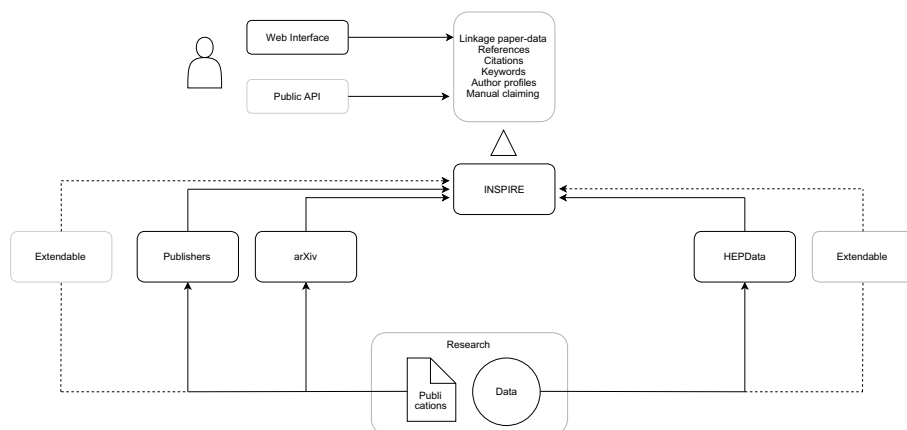 Web Interface
Public API
Linkage paper-data
References
Citations
Keywords
Author profiles
Manual claiming
INSPIRE
Extendable
Publishers
arXiv
HEPData
Extendable
Research
Publi
cations
Data